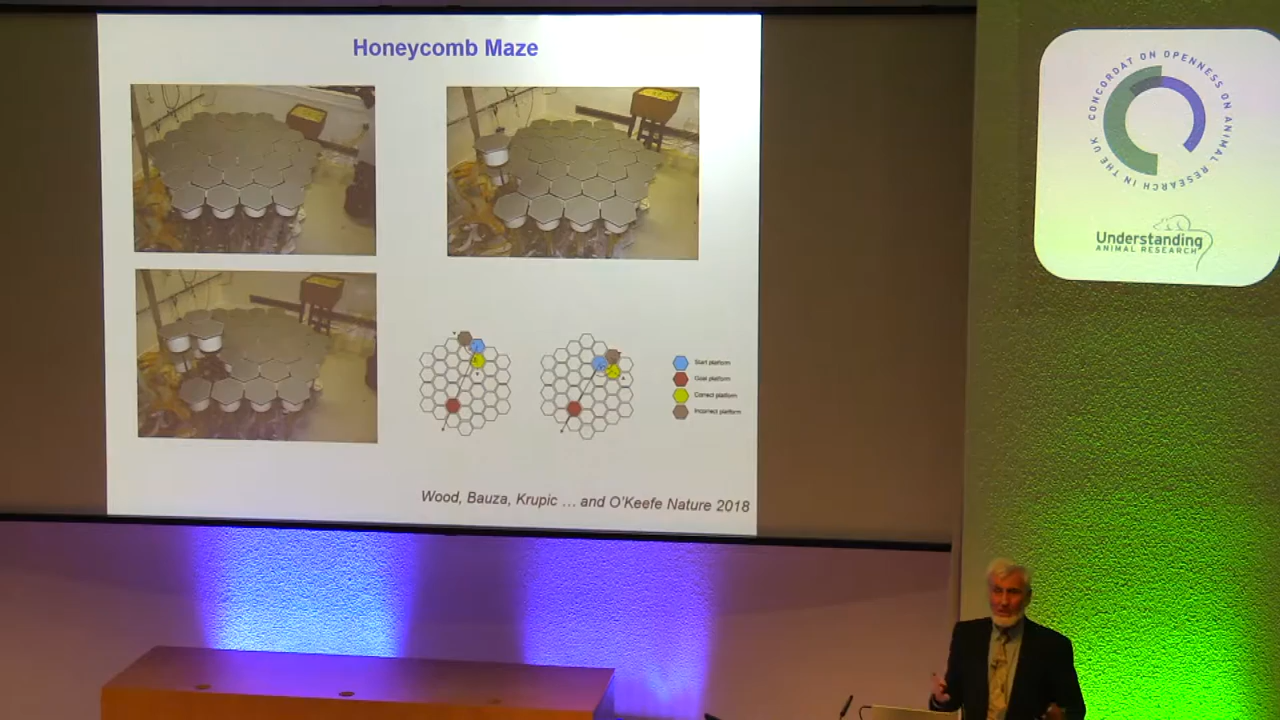 Honeycomb Maze
Start platform
Goal platform
Correct platform
Incorrect platform
Wood, Bauza, Krupic ... and O'Keefe Nature 2018
CONCORDAT ON OPENNESS ON ANIMAL RESEARCH IN THE UK
Understanding
ANIMAL RESEARCH